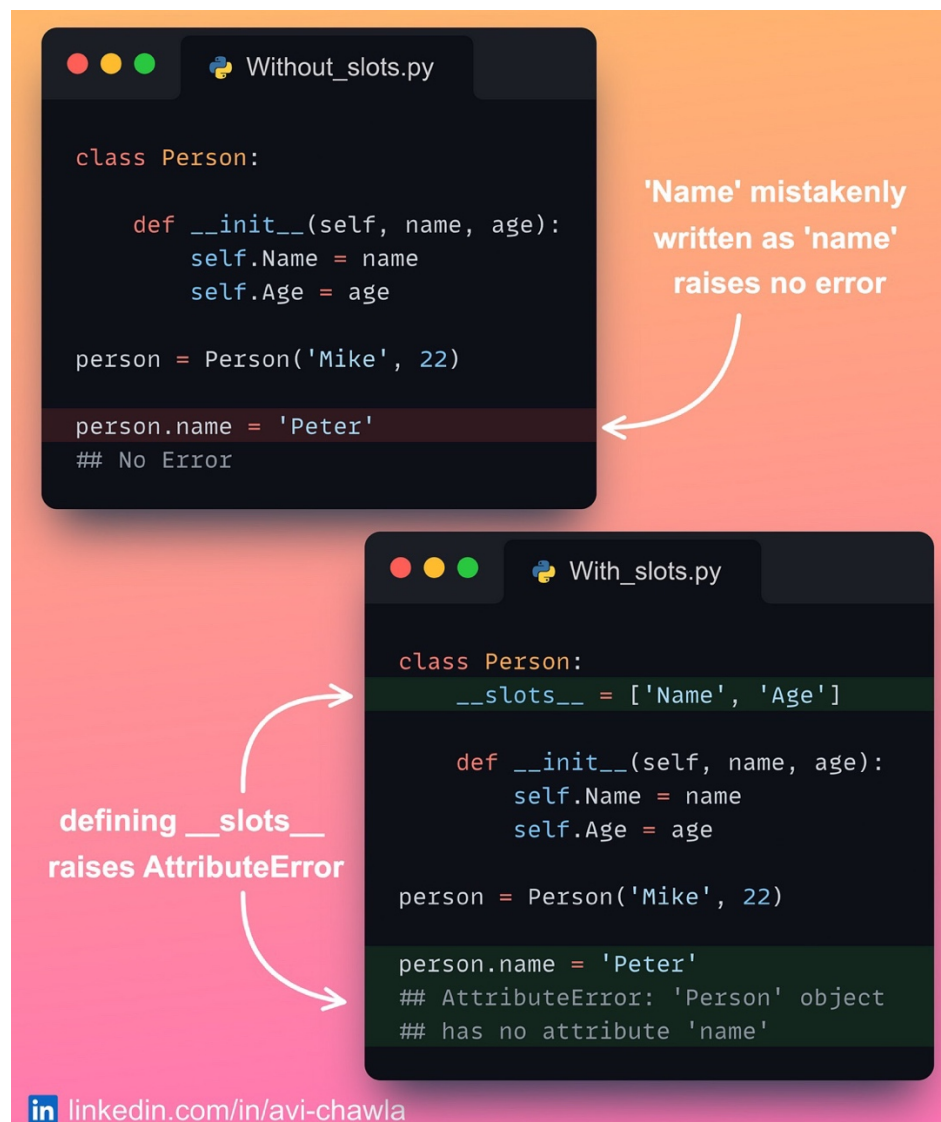 Without_slots.py
class Person:
def __init__(self, name, age):
self.Name = name
self.Age = age
person = Person('Mike', 22)
person.name = 'Peter'
## No Error
'Name' mistakenly
written as 'name'
raises no error
With_slots.py
class Person:
__slots__ = ['Name', 'Age']
def __init__(self, name, age):
self.Name = name
self.Age = age
person = Person('Mike', 22)
person.name = 'Peter'
## AttributeError: 'Person' object
## has no attribute 'name'
defining __slots__
raises AttributeError
in linkedin.com/in/avi-chawla